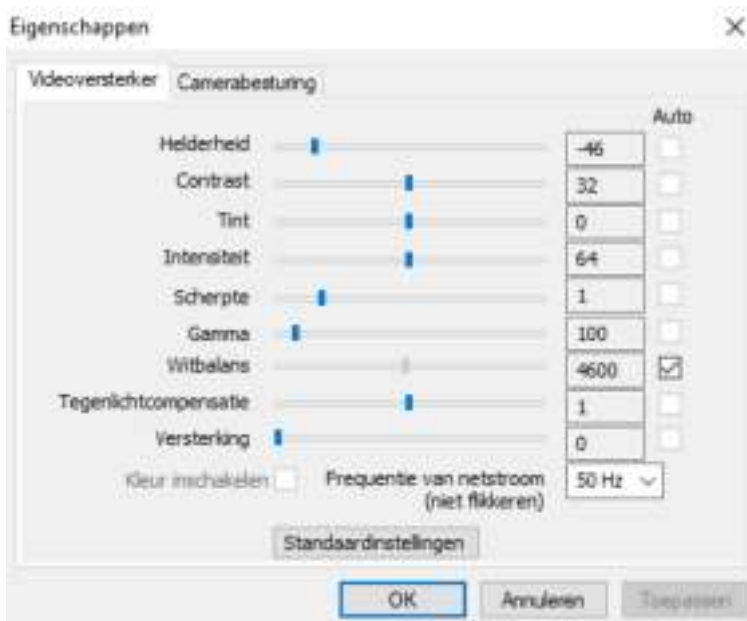 Eigenschappen
Videoversterker Camerabesturing
Auto
Helderheid -46
Contrast 32
Tint 0
Intensiteit 64
Scherpte 1
Gamma 100
Witbalans 4600
Tegenlichtcompensatie 1
Versterking 0
Kleur inschakelen Frequentie van netstroom 50 Hz
(niet flikkeren)
Standaardinstellingen
OK Annuleren Toepassen